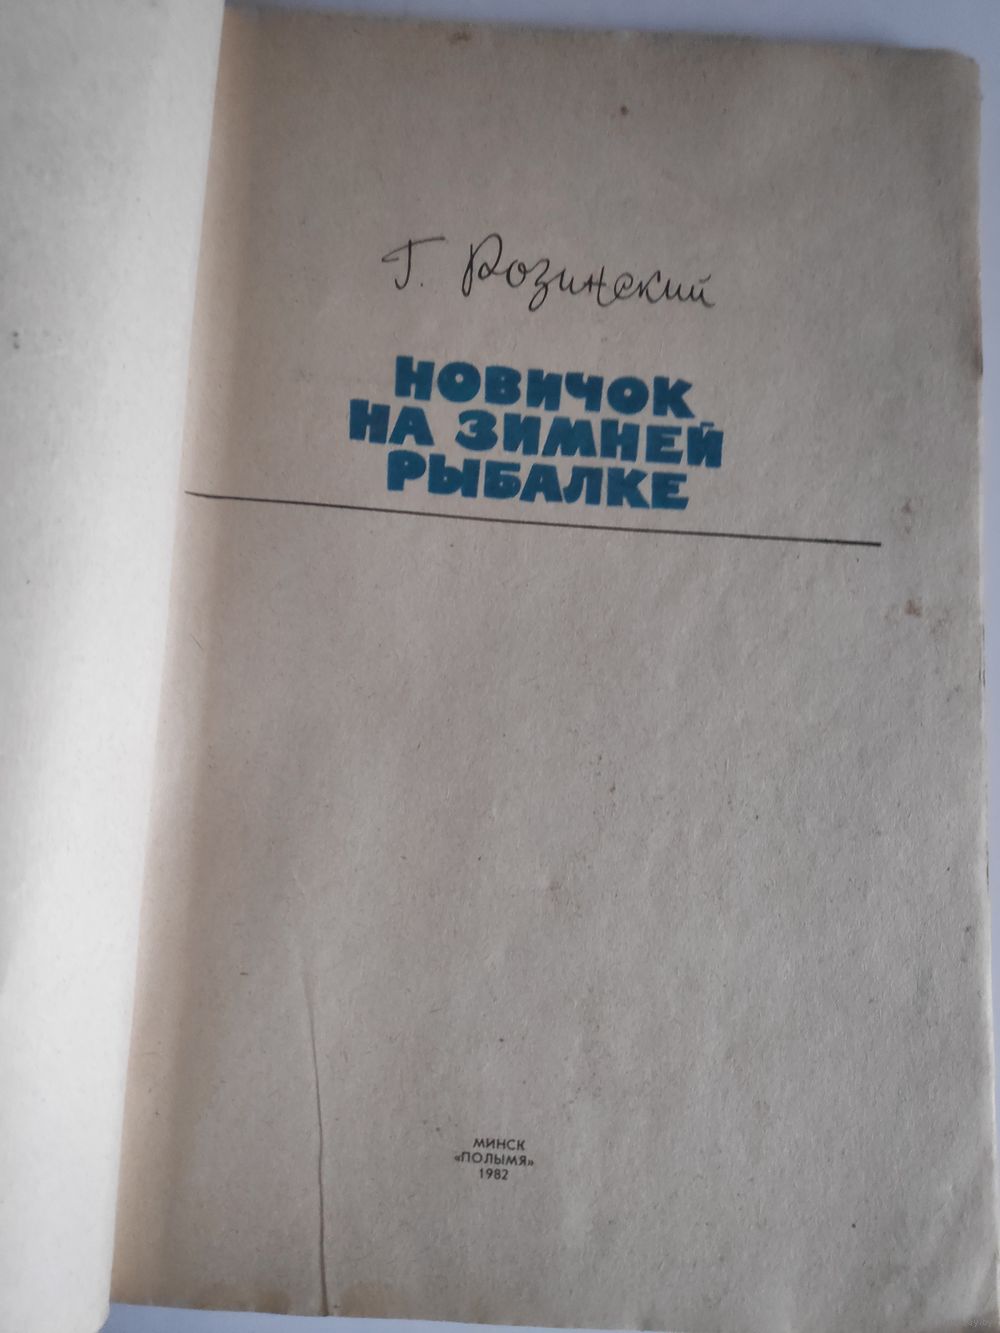 Г. Розинский
НОВИЧОК
НА ЗИМНЕЙ
РЫБАЛКЕ
МИНСК
«ПОЛЫМЯ»
1982